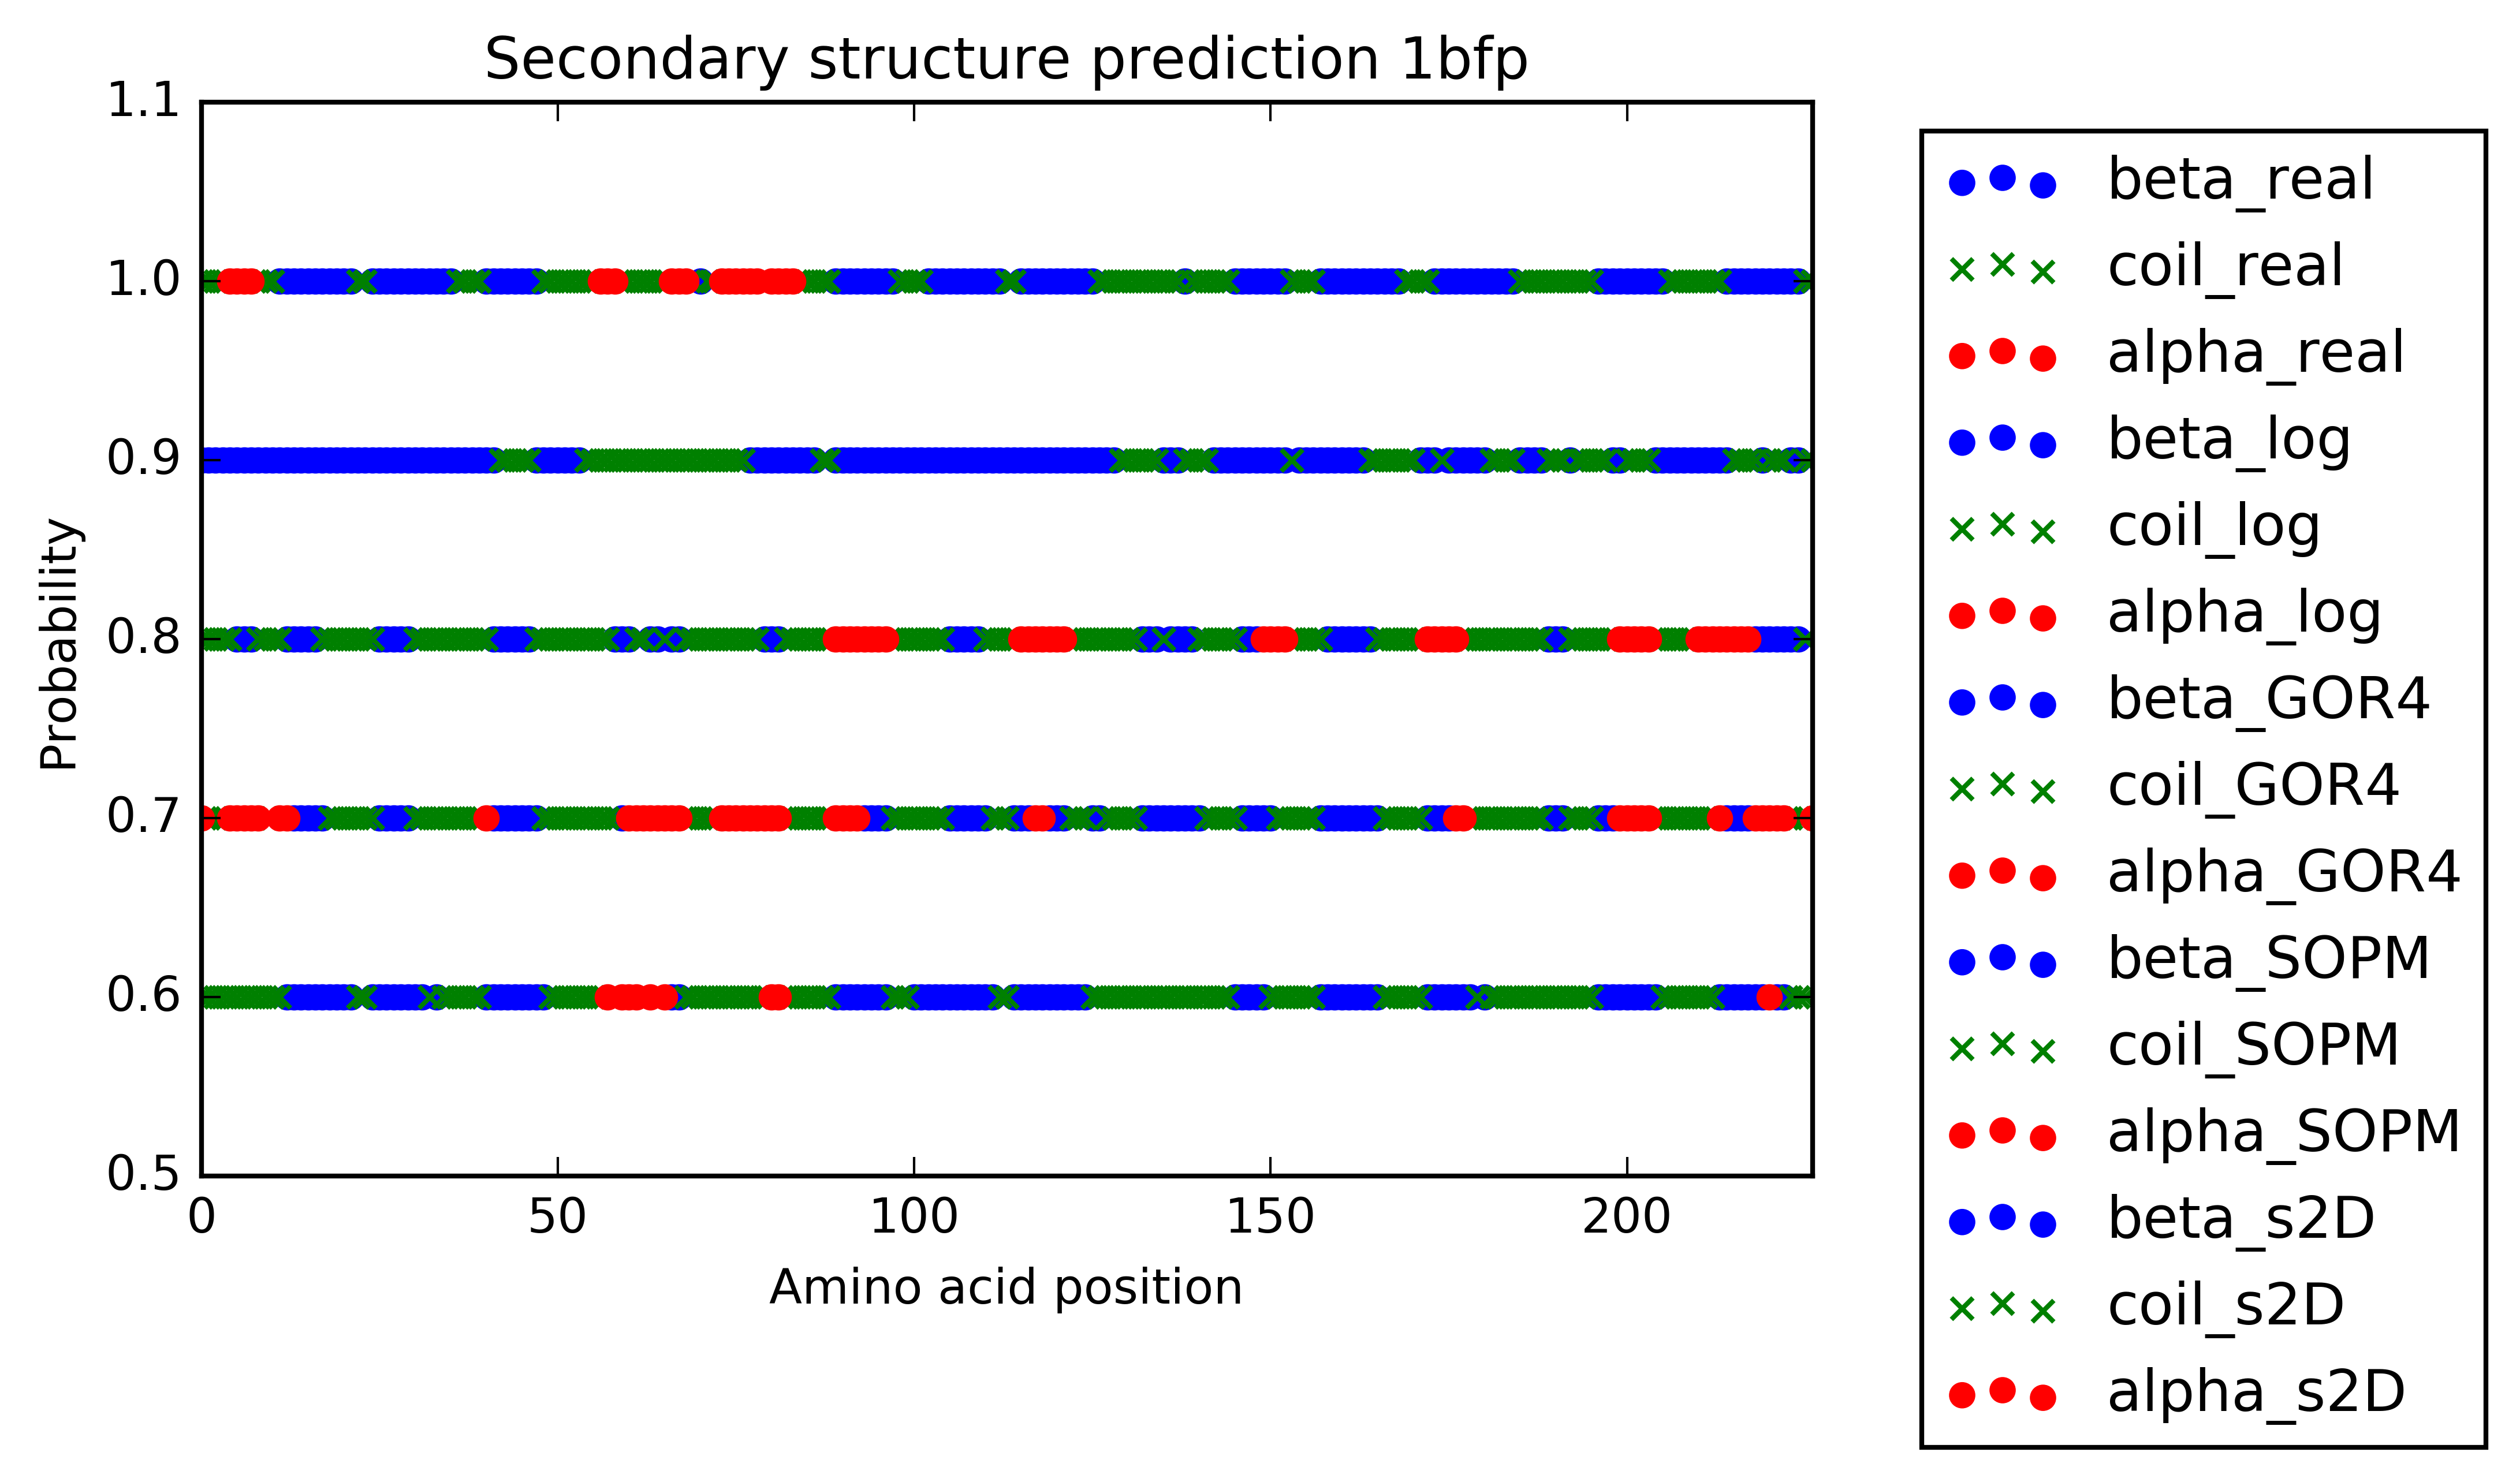 Secondary structure prediction 1bfp
1.1
1.0
0.9
0.8
0.7
0.6
0.5
Probability
0
50
100
150
200
Amino acid position
beta_real
coil_real
alpha_real
beta_log
coil_log
alpha_log
beta_GOR4
coil_GOR4
alpha_GOR4
beta_SOPM
coil_SOPM
alpha_SOPM
beta_s2D
coil_s2D
alpha_s2D